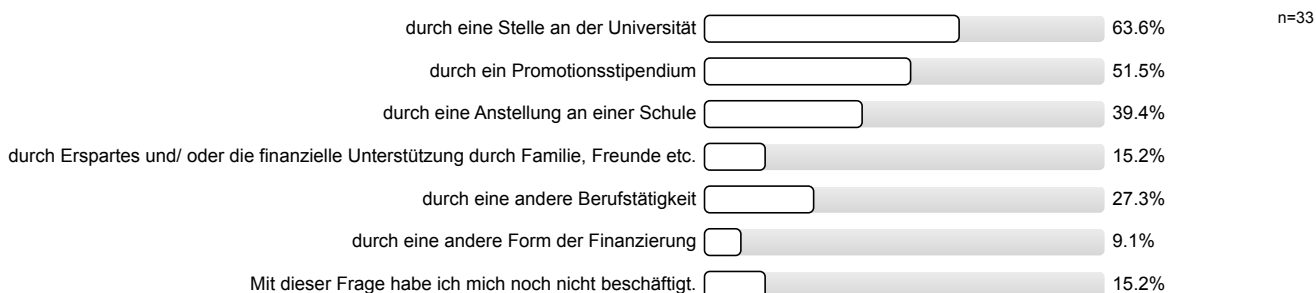 durch eine Stelle an der Universität 63.6% n=33
durch ein Promotionsstipendium 51.5%
durch eine Anstellung an einer Schule 39.4%
durch Erspartes und/ oder die finanzielle Unterstützung durch Familie, Freunde etc. 15.2%
durch eine andere Berufstätigkeit 27.3%
durch eine andere Form der Finanzierung 9.1%
Mit dieser Frage habe ich mich noch nicht beschäftigt. 15.2%